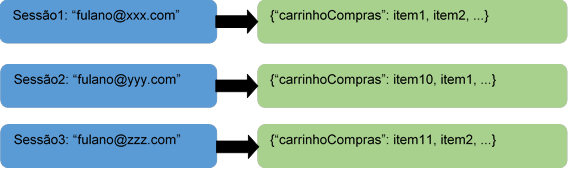 Sessão1: “fulano@xxx.com”
{“carrinhoCompras”: item1, item2, ...}
Sessão2: “fulano@yyy.com”
{“carrinhoCompras”: item10, item1, ...}
Sessão3: “fulano@zzz.com”
{“carrinhoCompras”: item11, item2, ...}